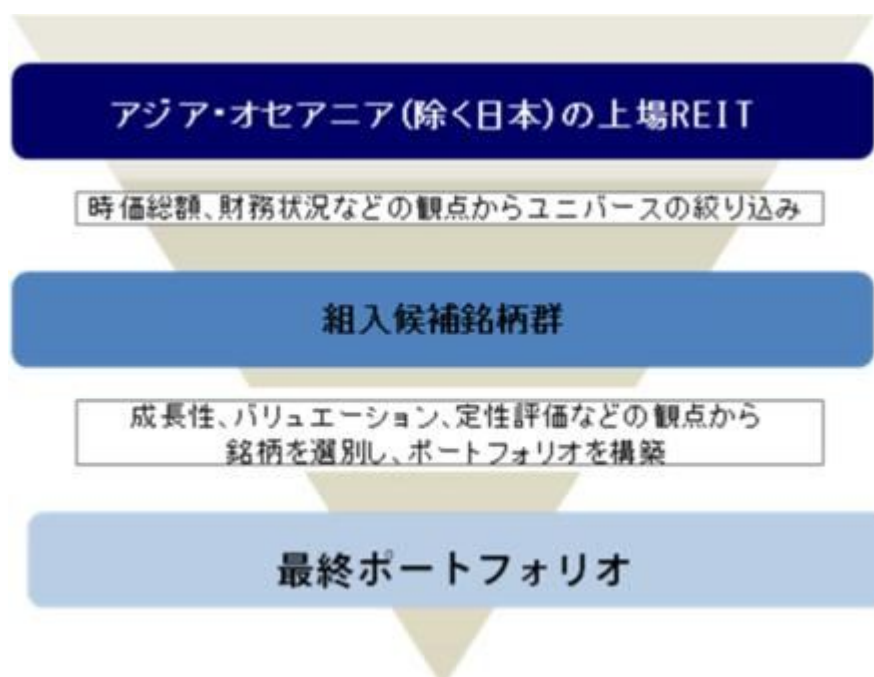 アジア・オセアニア(除く日本)の上場REIT
時価総額、財務状況などの観点からユニバースの絞り込み
組入候補銘柄群
成長性、バリュエーション、定性評価などの観点から
銘柄を選別し、ポートフォリオを構築
最終ポートフォリオ